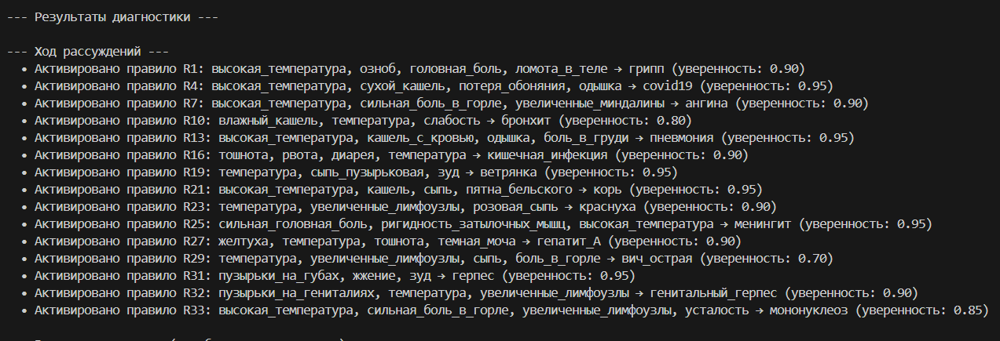 --- Результаты диагностики ---
--- Ход рассуждений ---
• Активировано правило R1: высокая_температура, озноб, головная_боль, ломота_в_теле → грипп (уверенность: 0.90)
• Активировано правило R4: высокая_температура, сухой_кашель, потеря_обоняния, одышка → covid19 (уверенность: 0.95)
• Активировано правило R7: высокая_температура, сильная_боль_в_горле, увеличенные_миндалины → ангина (уверенность: 0.90)
• Активировано правило R10: влажный_кашель, температура, слабость → бронхит (уверенность: 0.80)
• Активировано правило R13: высокая_температура, кашель_с_кровью, одышка, боль_в_груди → пневмония (уверенность: 0.95)
• Активировано правило R16: тошнота, рвота, диарея, температура → кишечная_инфекция (уверенность: 0.90)
• Активировано правило R19: температура, сыпь_пузырьковая, зуд → ветрянка (уверенность: 0.95)
• Активировано правило R21: высокая_температура, кашель, сыпь, пятна_бельского → корь (уверенность: 0.95)
• Активировано правило R23: температура, увеличенные_лимфоузлы, розовая_сыпь → краснуха (уверенность: 0.90)
• Активировано правило R25: сильная_головная_боль, ригидность_затылочных_мышц, высокая_температура → менингит (уверенность: 0.95)
• Активировано правило R27: желтуха, температура, тошнота, темная_моча → гепатит_А (уверенность: 0.90)
• Активировано правило R29: температура, увеличенные_лимфоузлы, сыпь, боль_в_горле → вич_острая (уверенность: 0.70)
• Активировано правило R31: пузырьки_на_губах, жжение, зуд → герпес (уверенность: 0.95)
• Активировано правило R32: пузырьки_на_гениталиях, температура, увеличенные_лимфоузлы → генитальный_герпес (уверенность: 0.90)
• Активировано правило R33: высокая_температура, сильная_боль_в_горле, увеличенные_лимфоузлы, усталость → мононуклеоз (уверенность: 0.85)